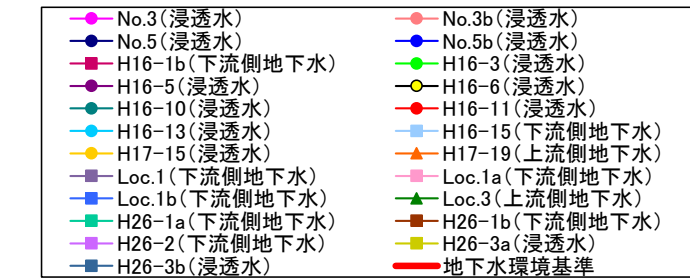 No.3(浸透水) No.3b(浸透水)
No.5(浸透水) No.5b(浸透水)
H16-1b(下流側地下水) H16-3(浸透水)
H16-5(浸透水) H16-6(浸透水)
H16-10(浸透水) H16-11(浸透水)
H16-13(浸透水) H16-15(下流側地下水)
H17-15(浸透水) H17-19(上流側地下水)
Loc.1(下流側地下水) Loc.1a(下流側地下水)
Loc.1b(下流側地下水) Loc.3(上流側地下水)
H26-1a(下流側地下水) H26-1b(下流側地下水)
H26-2(下流側地下水) H26-3a(浸透水)
H26-3b(浸透水) 地下水環境基準